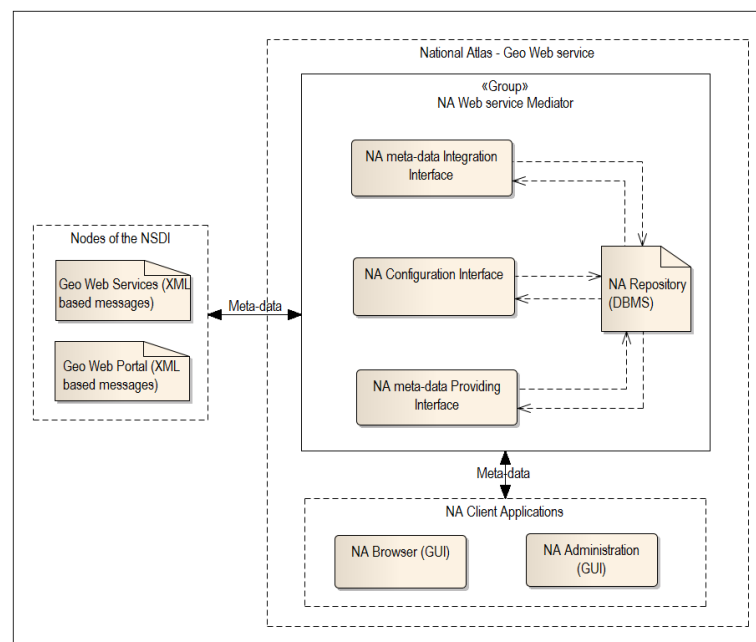 National Atlas - Geo Web service
«Group»
NA Web service Mediator
NA meta-data Integration
Interface
Nodes of the NSDI
Geo Web Services (XML
based messages)
Geo Web Portal (XML
based messages)
Meta-data
NA Configuration Interface
NA Repository
(DBMS)
NA meta-data Providing
Interface
Meta-data
NA Client Applications
NA Browser (GUI)
NA Administration
(GUI)